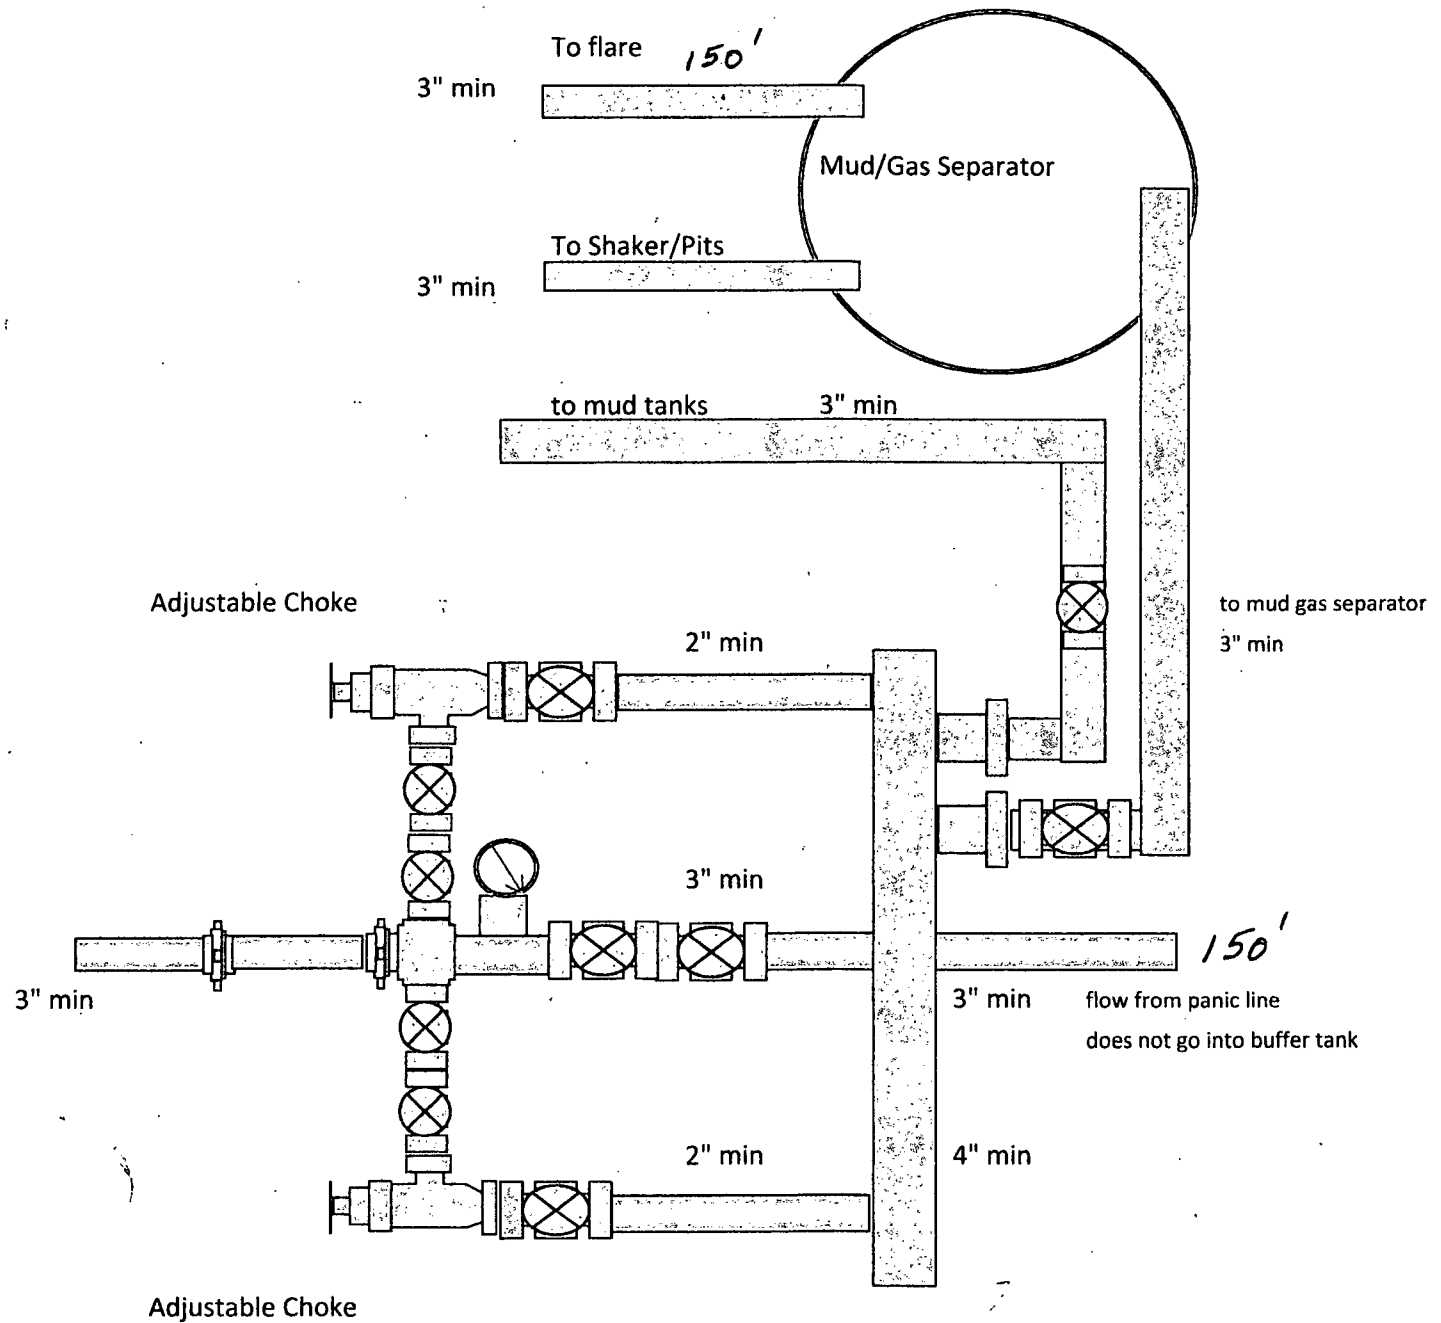 To flare 150'
3" min
Mud/Gas Separator
To Shaker/Pits
3" min
to mud tanks 3" min
Adjustable Choke
to mud gas separator
2" min
3" min
3" min
150'
3" min
3" min
flow from panic line
does not go into buffer tank
2" min
4" min
Adjustable Choke